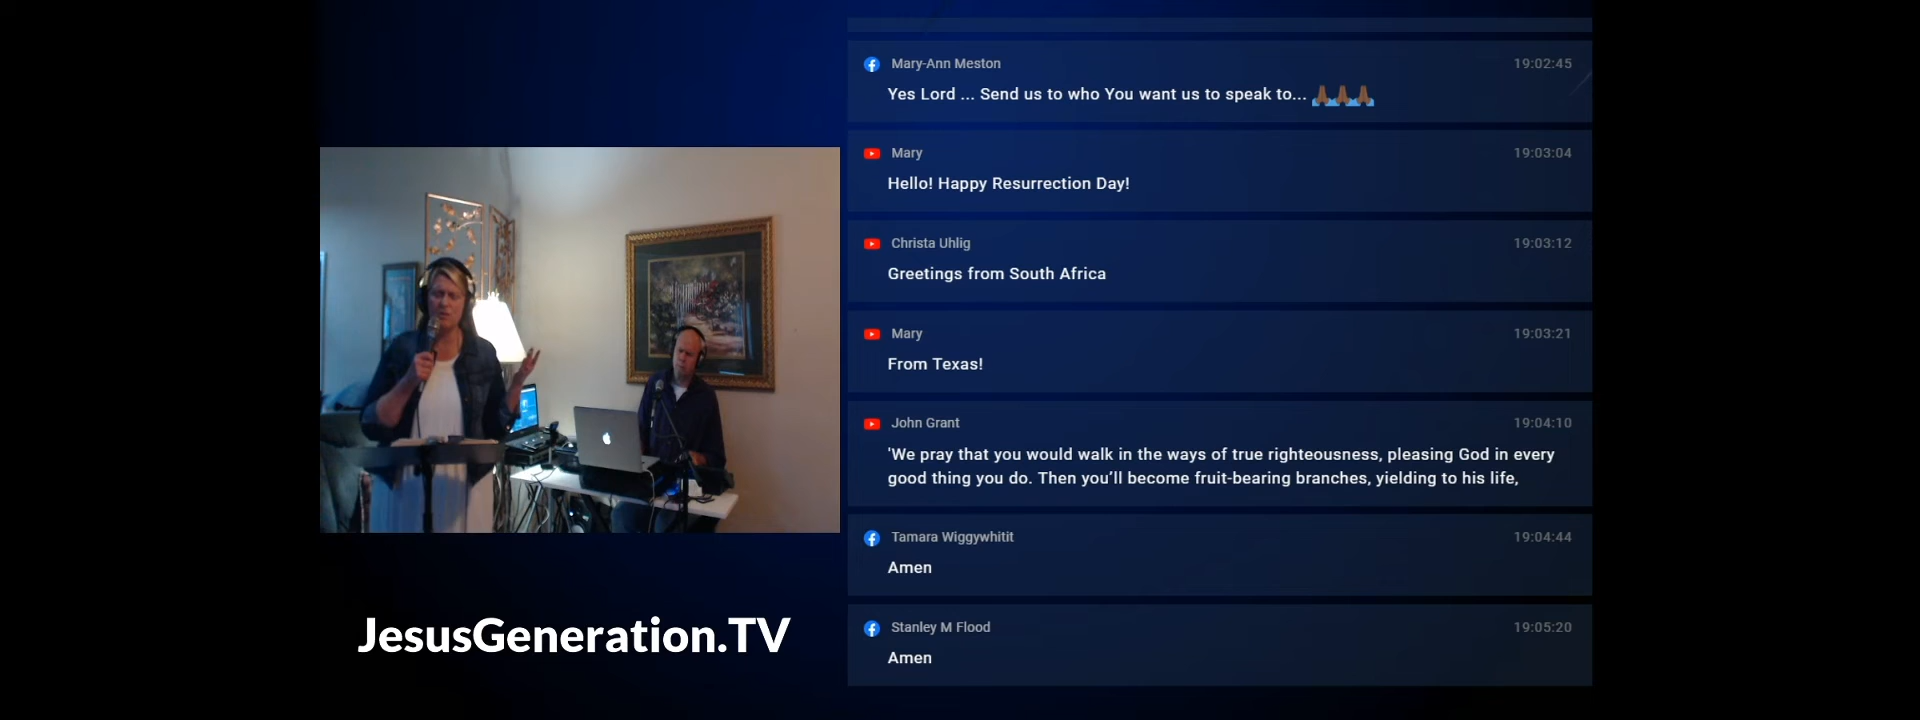 Mary-Ann Meston 19:02:45
Yes Lord ... Send us to who You want us to speak to... 🙏🏾🙏🏾🙏🏾
Mary 19:03:04
Hello! Happy Resurrection Day!
Christa Uhlig 19:03:12
Greetings from South Africa
Mary 19:03:21
From Texas!
John Grant 19:04:10
'We pray that you would walk in the ways of true righteousness, pleasing God in every
good thing you do. Then you’ll become fruit-bearing branches, yielding to his life,
Tamara Wiggywhitit 19:04:44
Amen
Stanley M Flood 19:05:20
Amen
JesusGeneration.TV